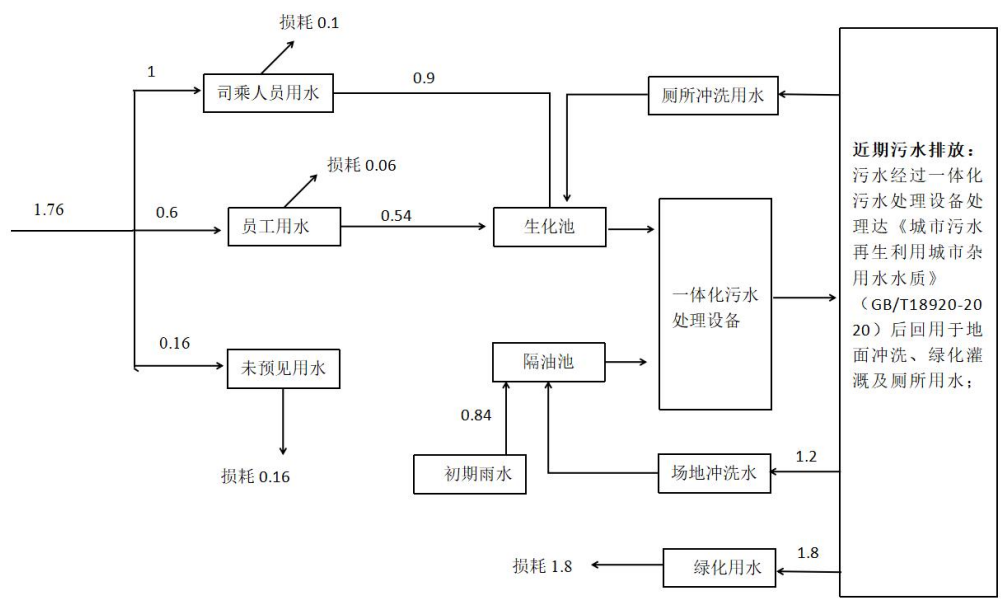 损耗 0.1
1
司乘人员用水
0.9
厕所冲洗用水
损耗 0.06
1.76
0.6
员工用水
0.54
生化池
一体化污水
处理设备
近期污水排放：
污水经过一体化
污水处理设备处
理达《城市污水
再生利用城市杂
用水水质》
（GB/T18920-20
20）后回用于地
面冲洗、绿化灌
溉及厕所用水；
0.16
未预见用水
隔油池
0.84
损耗 0.16
初期雨水
场地冲洗水
1.2
损耗 1.8
绿化用水
1.8